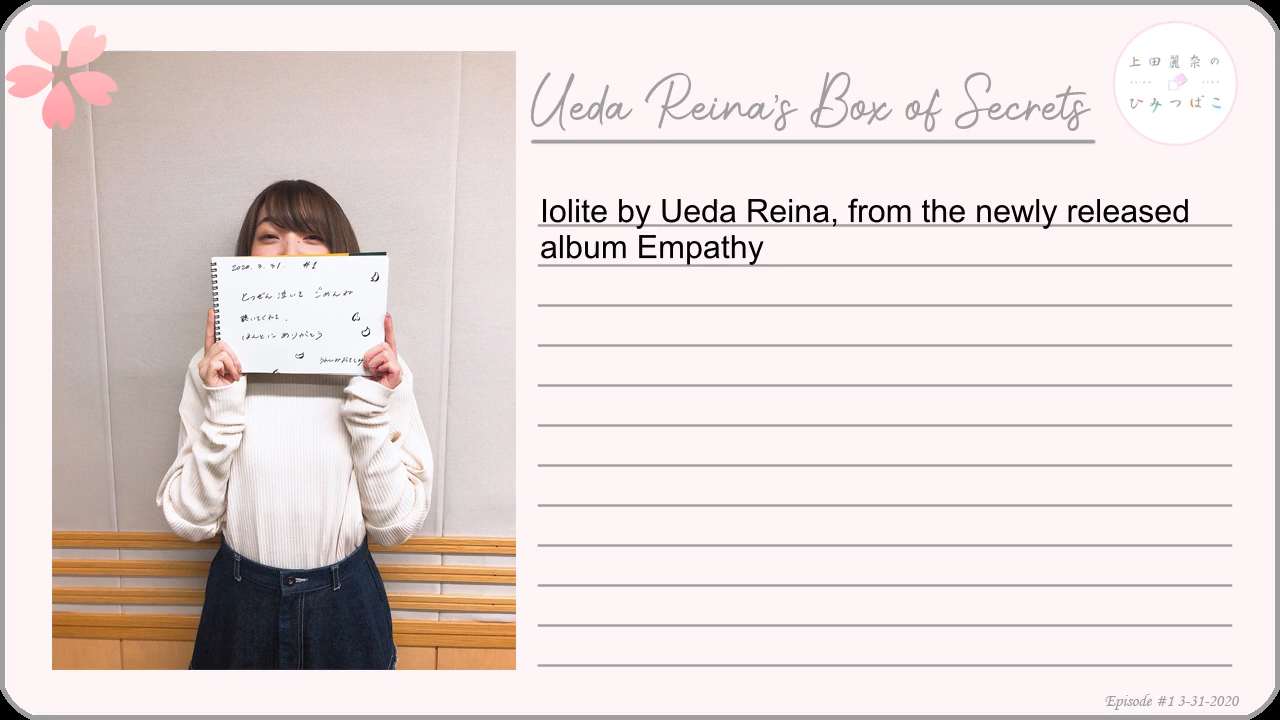 Ueda Reina's Box of Secrets
上田麗奈の
ひみつばこ
Iolite by Ueda Reina, from the newly released
album Empathy
2020. 3. 31. #1
とつぜん泣いて ごめんね
聴いてくれて、
ほんとにありがとう
Episode #1 3-31-2020